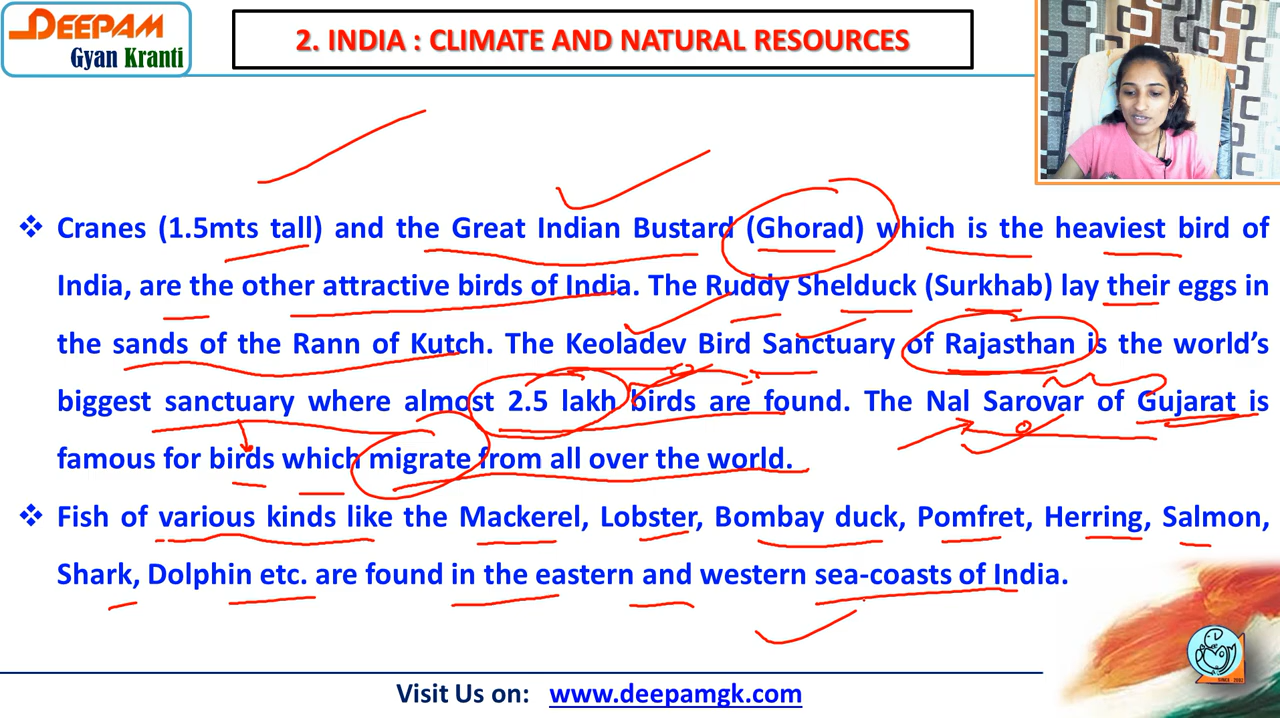 DEEPAM
Gyan Kranti
2. INDIA : CLIMATE AND NATURAL RESOURCES
❖ Cranes (1.5mts tall) and the Great Indian Bustard (Ghorad) which is the heaviest bird of
India, are the other attractive birds of India. The Ruddy Shelduck (Surkhab) lay their eggs in
the sands of the Rann of Kutch. The Keoladev Bird Sanctuary of Rajasthan is the world's
biggest sanctuary where almost 2.5 lakh birds are found. The Nal Sarovar of Gujarat is
famous for birds which migrate from all over the world.
❖ Fish of various kinds like the Mackerel, Lobster, Bombay duck, Pomfret, Herring, Salmon,
Shark, Dolphin etc. are found in the eastern and western sea-coasts of India.
SINCE 2001
Visit Us on: www.deepamgk.com